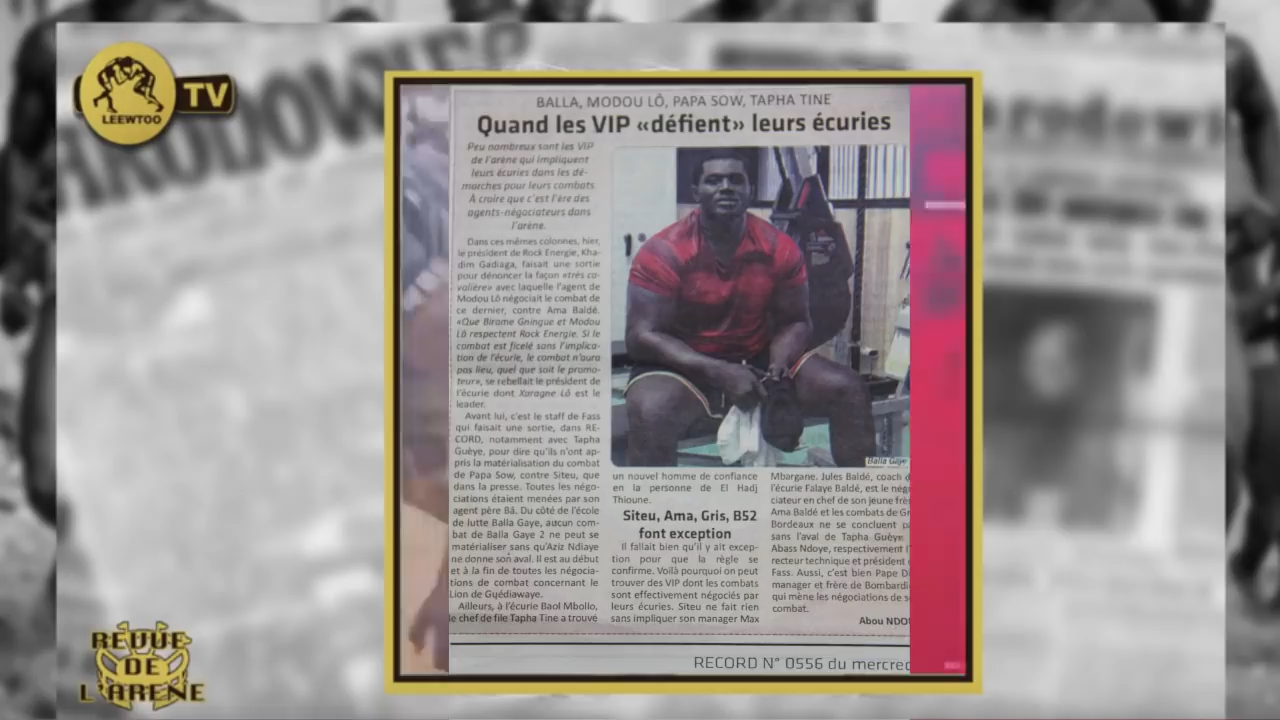 LEEWTOO
TV
BALLA, MODOU LÔ, PAPA SOW, TAPHA TINE
Quand les VIP «défient» leurs écuries
Peu nombreux sont les VIP
de l'arène qui impliquent
leurs écuries dans les dé-
marches pour leurs combats.
À croire que c'est l'ère des
agents-négociateurs dans
l'arène.
Dans ces mêmes colonnes, hier,
le président de Rock Energie, Kha-
dim Gadiaga, faisait une sortie
pour dénoncer la façon «très ca-
valière» avec laquelle l'agent de
Modou Lô négociait le combat de
ce dernier, contre Ama Baldé.
«Que Birame Gningue et Modou
Lô respectent Rock Energie. Si le
combat est ficelé sans l'implica-
tion de l'écurie, le combat n'aura
pas lieu, quel que soit le promo-
teur», se rebellait le président de
l'écurie dont Xaragne Lô est le
leader.
Avant lui, c'est le staff de Fass
qui faisait une sortie, dans RE-
CORD, notamment avec Tapha
Guèye, pour dire qu'ils n'ont ap-
pris la matérialisation du combat
de Papa Sow, contre Siteu, que
dans la presse. Toutes les négo-
ciations étaient menées par son
agent père Bâ. Du côté de l'école
de lutte Balla Gaye, aucun com-
bat de Balla Gaye 2 ne peut se
matérialiser sans qu'Aziz Ndiaye
ne donne son aval. Il est au début
et à la fin de toutes les négocia-
tions de combat concernant le
Lion de Guédiawaye.
Ailleurs, à l'écurie Baol Mbollo,
le chef de file Tapha Tine a trouvé
Balla Gaye
un nouvel homme de confiance
en la personne de El Hadj
Thioune.
Siteu, Ama, Gris, B52
font exception
Il fallait bien qu'il y ait excep-
tion pour que la règle se
confirme. Voilà pourquoi on peut
trouver des VIP dont les combats
sont effectivement négociés par
leurs écuries. Siteu ne fait rien
sans impliquer son manager Max
Mbargane. Jules Baldé, coach d
l'écurie Falaye Baldé, est le nég
ciateur en chef de son jeune frè
Ama Baldé et les combats de Gr
Bordeaux ne se concluent pa
sans l'aval de Tapha Guèye
Abass Ndoye, respectivement
recteur technique et président
Fass. Aussi, c'est bien Pape D
manager et frère de Bombardi
qui mène les négociations de s
combat.
Abou NDO
RECORD N° 0556 du mercre
REVUE
DE
L'ARÈNE